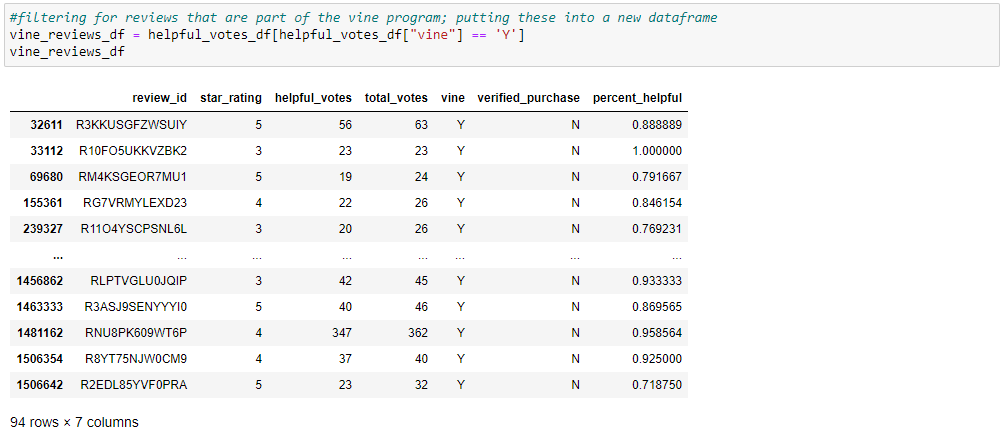 #filtering for reviews that are part of the vine program; putting these into a new dataframe
vine_reviews_df = helpful_votes_df[helpful_votes_df["vine"] == 'Y']
vine_reviews_df
review_id star_rating helpful_votes total_votes vine verified_purchase percent_helpful
32611 R3KKUSGFZWSUIY 5 56 63 Y N 0.888889
33112 R10FO5UKKVZBK2 3 23 23 Y N 1.000000
69680 RM4KSGEOR7MU1 5 19 24 Y N 0.791667
155361 RG7VRMYLEXD23 4 22 26 Y N 0.846154
239327 R11O4YSCPSNL6L 3 20 26 Y N 0.769231
... ... ... ... ... ... ... ...
1456862 RLPTVGLU0JQIP 3 42 45 Y N 0.933333
1463333 R3ASJ9SENYYYI0 5 40 46 Y N 0.869565
1481162 RNU8PK609WT6P 4 347 362 Y N 0.958564
1506354 R8YT75NJW0CM9 4 37 40 Y N 0.925000
1506642 R2EDL85YVF0PRA 5 23 32 Y N 0.718750
94 rows × 7 columns